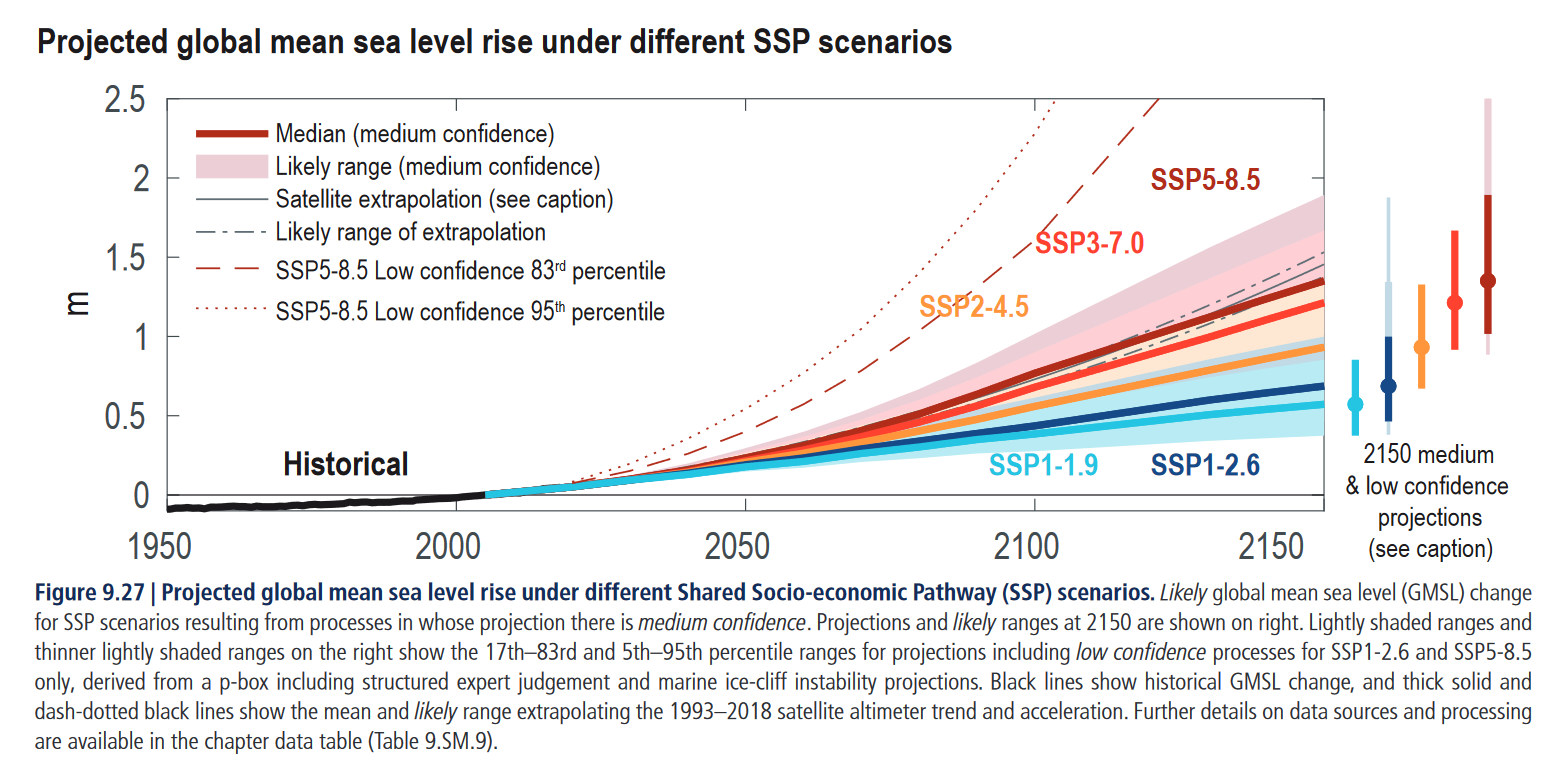 Projected global mean sea level rise under different SSP scenarios
2.5
2
1.5
1
0.5
0
m
Median (medium confidence)
Likely range (medium confidence)
Satellite extrapolation (see caption)
Likely range of extrapolation
SSP5-8.5 Low confidence 83rd percentile
SSP5-8.5 Low confidence 95th percentile
SSP5-8.5
SSP3-7.0
SSP2-4.5
Historical
SSP1-1.9
SSP1-2.6
1950
2000
2050
2100
2150
2150 medium
& low confidence
projections
(see caption)
Figure 9.27 | Projected global mean sea level rise under different Shared Socio-economic Pathway (SSP) scenarios. Likely global mean sea level (GMSL) change
for SSP scenarios resulting from processes in whose projection there is medium confidence. Projections and likely ranges at 2150 are shown on right. Lightly shaded ranges and
thinner lightly shaded ranges on the right show the 17th–83rd and 5th–95th percentile ranges for projections including low confidence processes for SSP1-2.6 and SSP5-8.5
only, derived from a p-box including structured expert judgement and marine ice-cliff instability projections. Black lines show historical GMSL change, and thick solid and
dash-dotted black lines show the mean and likely range extrapolating the 1993–2018 satellite altimeter trend and acceleration. Further details on data sources and processing
are available in the chapter data table (Table 9.SM.9).